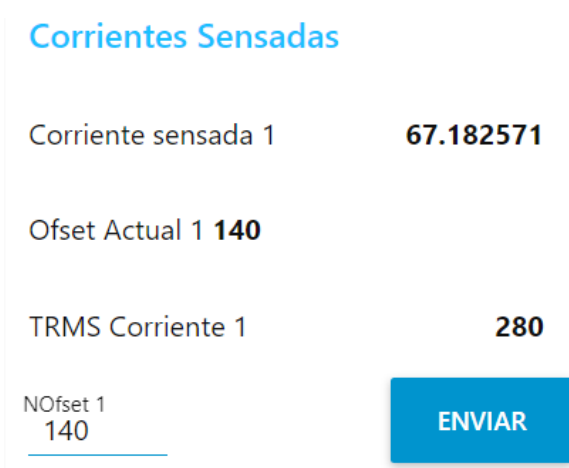 Corrientes Sensadas
Corriente sensada 1 67.182571
Ofset Actual 1 140
TRMS Corriente 1 280
NOfset 1
140 ENVIAR